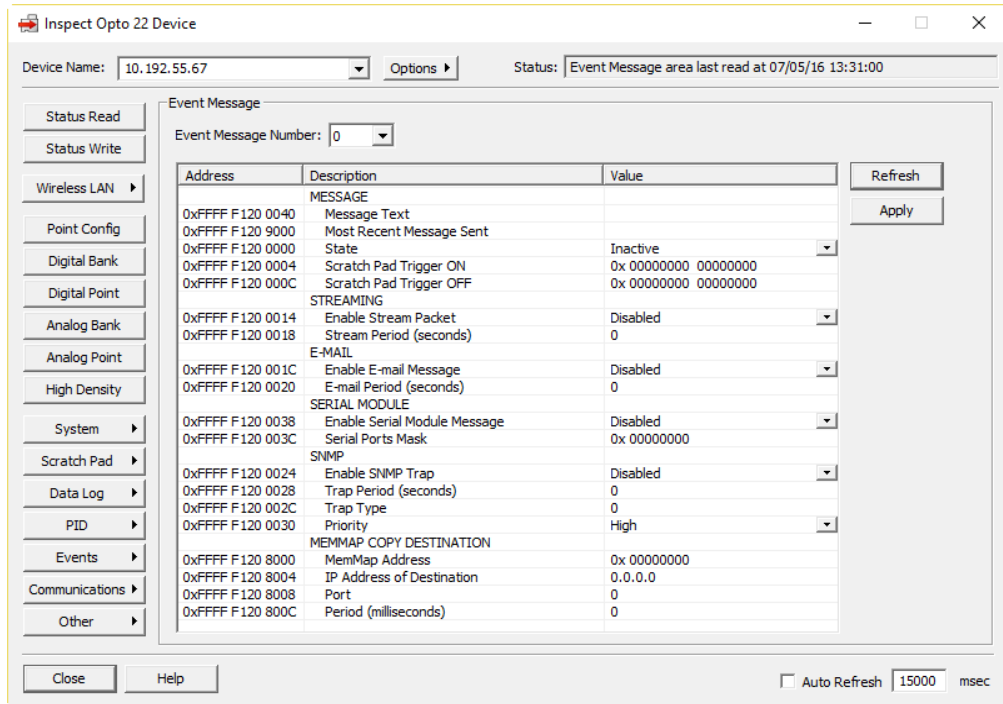 Inspect Opto 22 Device
Device Name: 10.192.55.67 Options Status: Event Message area last read at 07/05/16 13:31:00
Status Read
Status Write
Wireless LAN
Point Config
Digital Bank
Digital Point
Analog Bank
Analog Point
High Density
System
Scratch Pad
Data Log
PID
Events
Communications
Other
Event Message
Event Message Number: 0
Address Description Value
MESSAGE
0xFFFF F120 0040 Message Text
0xFFFF F120 9000 Most Recent Message Sent
0xFFFF F120 0000 State Inactive
0xFFFF F120 0004 Scratch Pad Trigger ON 0x 00000000 00000000
0xFFFF F120 000C Scratch Pad Trigger OFF 0x 00000000 00000000
STREAMING
0xFFFF F120 0014 Enable Stream Packet Disabled
0xFFFF F120 0018 Stream Period (seconds) 0
E-MAIL
0xFFFF F120 001C Enable E-mail Message Disabled
0xFFFF F120 0020 E-mail Period (seconds) 0
SERIAL MODULE
0xFFFF F120 0038 Enable Serial Module Message Disabled
0xFFFF F120 003C Serial Ports Mask 0x 00000000
SNMP
0xFFFF F120 0024 Enable SNMP Trap Disabled
0xFFFF F120 0028 Trap Period (seconds) 0
0xFFFF F120 002C Trap Type 0
0xFFFF F120 0030 Priority High
MEMMAP COPY DESTINATION
0xFFFF F120 8000 MemMap Address 0x 00000000
0xFFFF F120 8004 IP Address of Destination 0.0.0.0
0xFFFF F120 8008 Port 0
0xFFFF F120 800C Period (milliseconds) 0
Refresh
Apply
Close Help Auto Refresh 15000 msec